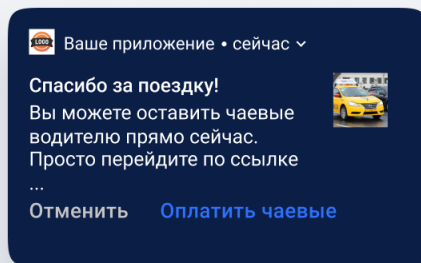 LOGO
Ваше приложение • сейчас
Спасибо за поездку!
Вы можете оставить чаевые
водителю прямо сейчас.
Просто перейдите по ссылке
...
Отменить Оплатить чаевые